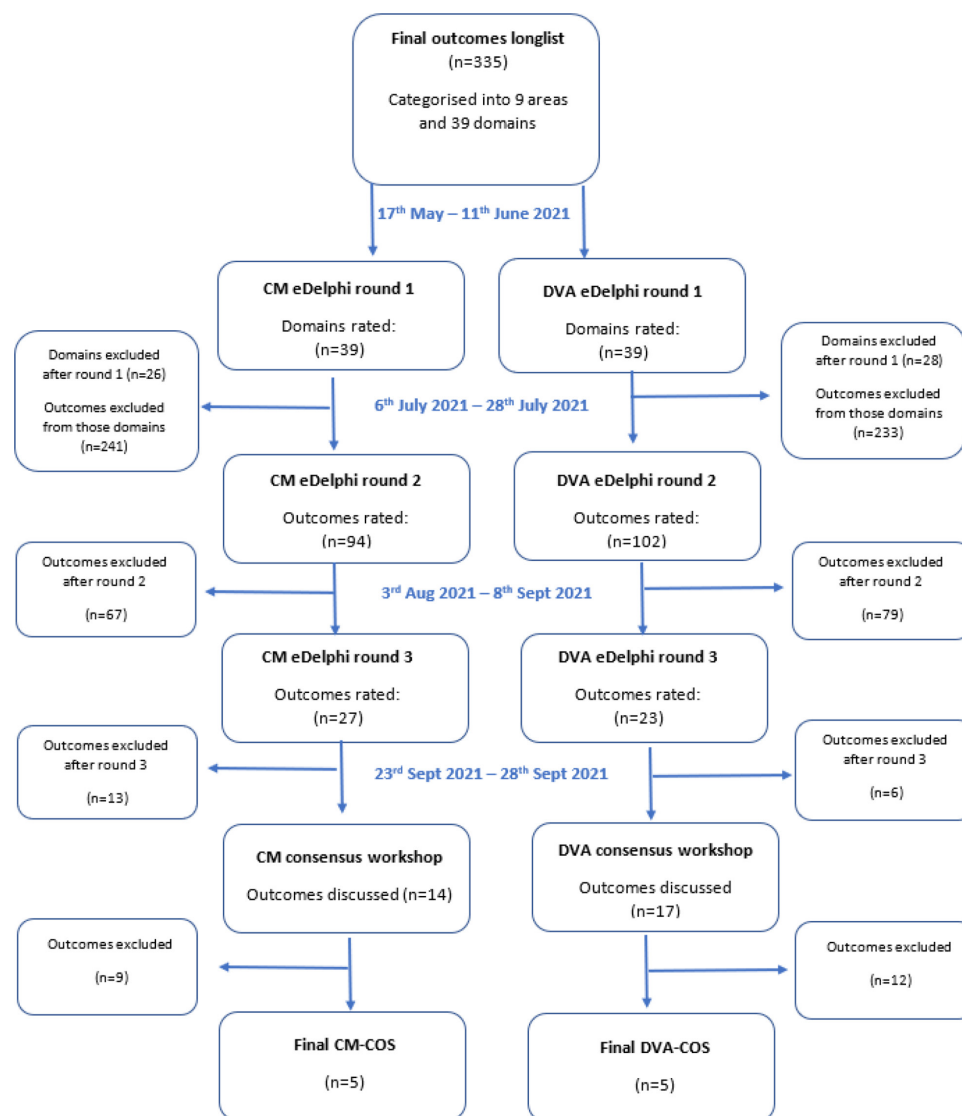 Final outcomes longlist
(n=335)
Categorised into 9 areas
and 39 domains
17th May – 11th June 2021
CM eDelphi round 1
Domains rated:
(n=39)
DVA eDelphi round 1
Domains rated:
(n=39)
Domains excluded
after round 1 (n=26)
Outcomes excluded
from those domains
(n=241)
6th July 2021 – 28th July 2021
Domains excluded
after round 1 (n=28)
Outcomes excluded
from those domains
(n=233)
CM eDelphi round 2
Outcomes rated:
(n=94)
DVA eDelphi round 2
Outcomes rated:
(n=102)
Outcomes excluded
after round 2
(n=67)
3rd Aug 2021 – 8th Sept 2021
Outcomes excluded
after round 2
(n=79)
CM eDelphi round 3
Outcomes rated:
(n=27)
DVA eDelphi round 3
Outcomes rated:
(n=23)
Outcomes excluded
after round 3
(n=13)
23rd Sept 2021 – 28th Sept 2021
Outcomes excluded
after round 3
(n=6)
CM consensus workshop
Outcomes discussed (n=14)
DVA consensus workshop
Outcomes discussed
(n=17)
Outcomes excluded
(n=9)
Outcomes excluded
(n=12)
Final CM-COS
(n=5)
Final DVA-COS
(n=5)